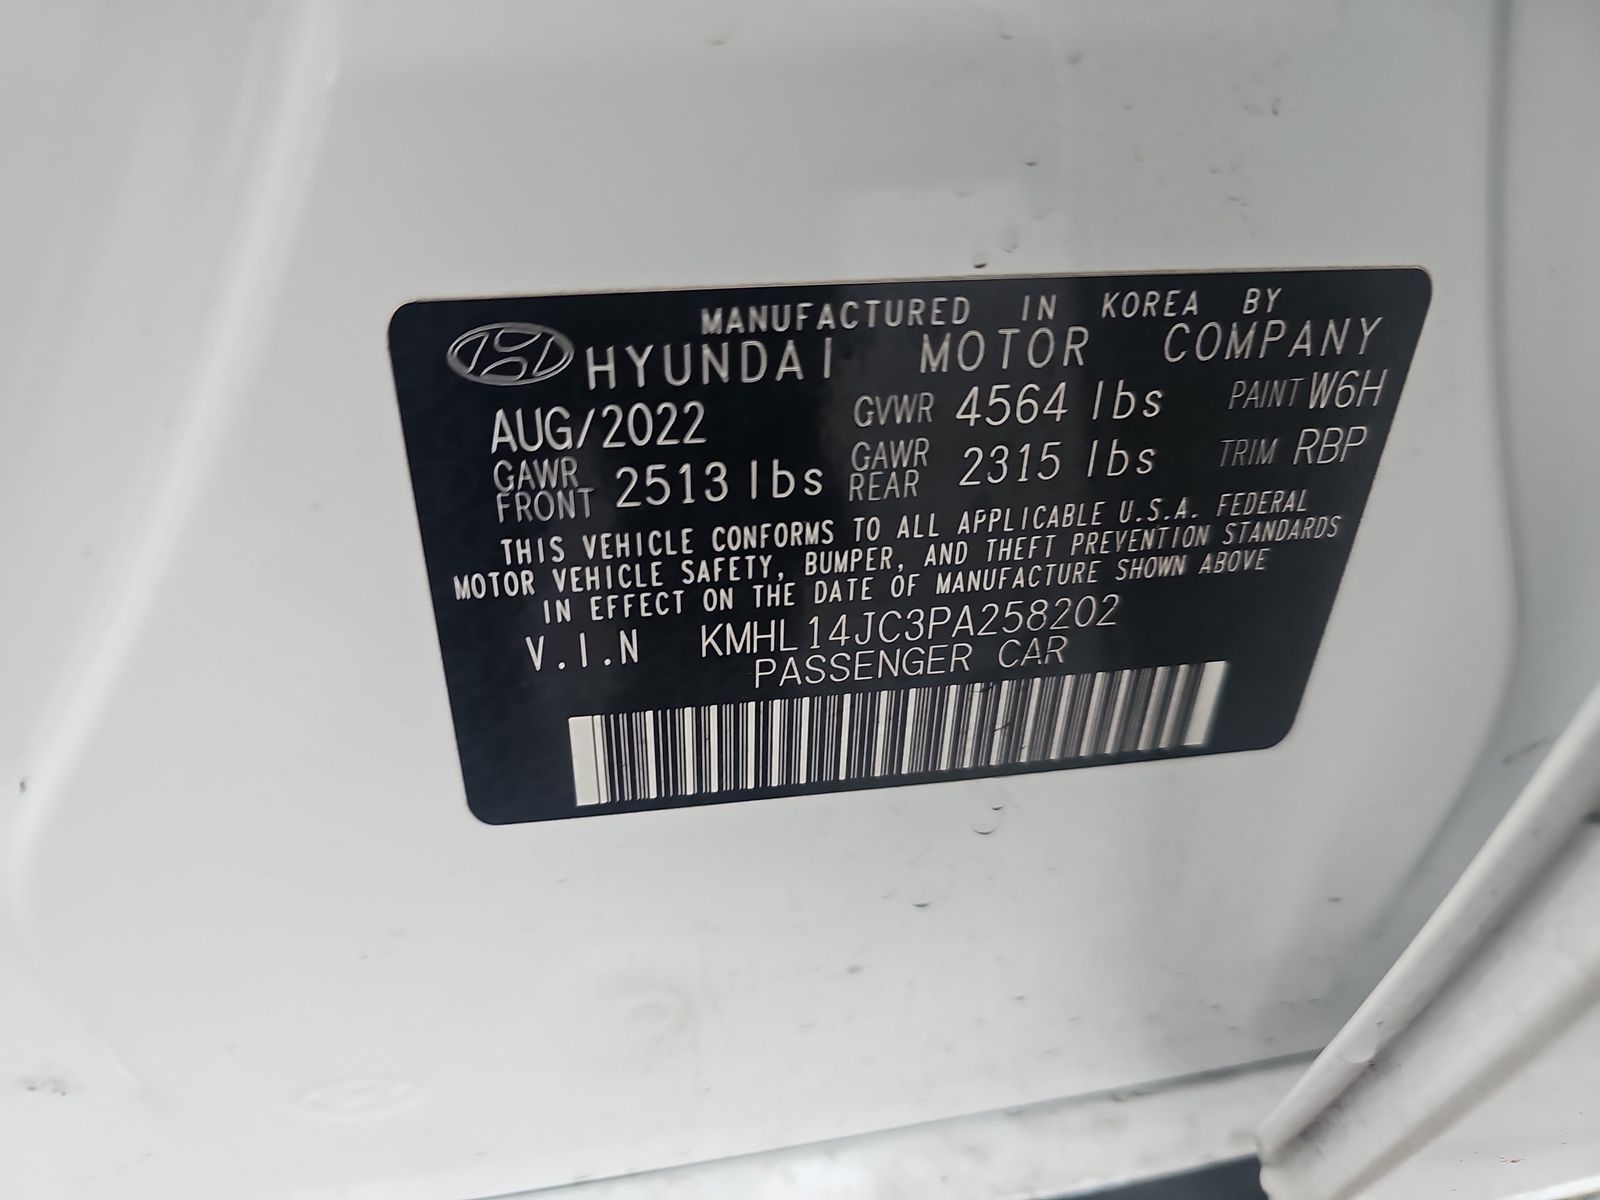 MANUFACTURED IN KOREA BY
HYUNDAI MOTOR COMPANY
AUG/2022 GVWR 4564 lbs PAINT W6H
GAWR FRONT 2513 lbs GAWR REAR 2315 lbs TRIM RBP
THIS VEHICLE CONFORMS TO ALL APPLICABLE U.S.A. FEDERAL
MOTOR VEHICLE SAFETY, BUMPER, AND THEFT PREVENTION STANDARDS
IN EFFECT ON THE DATE OF MANUFACTURE SHOWN ABOVE
V.I.N KMHL14JC3PA258202
PASSENGER CAR